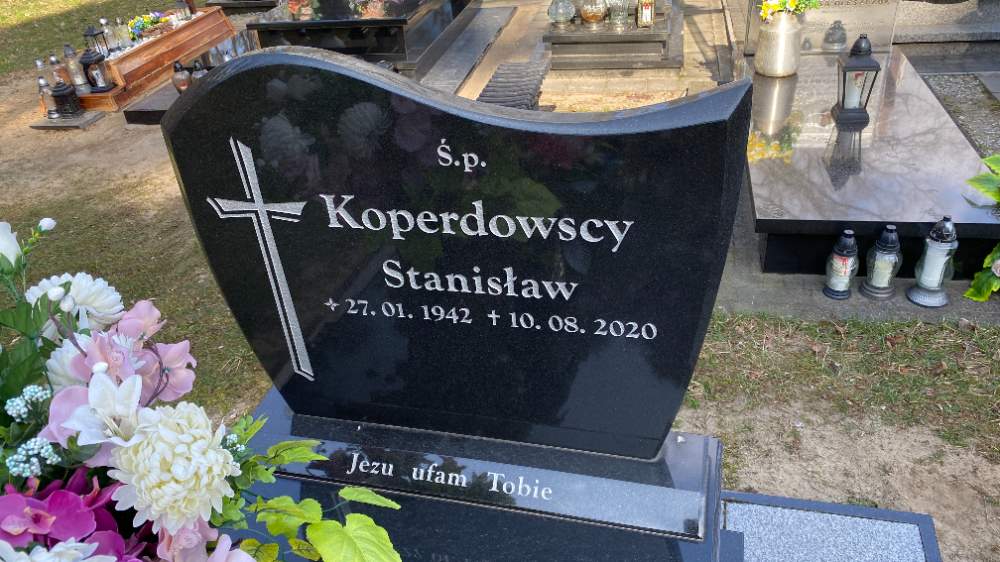 Ś.p.
Koperdowscy
Stanisław
✦ 27. 01. 1942 ✝ 10. 08. 2020
Jezu ufam Tobie